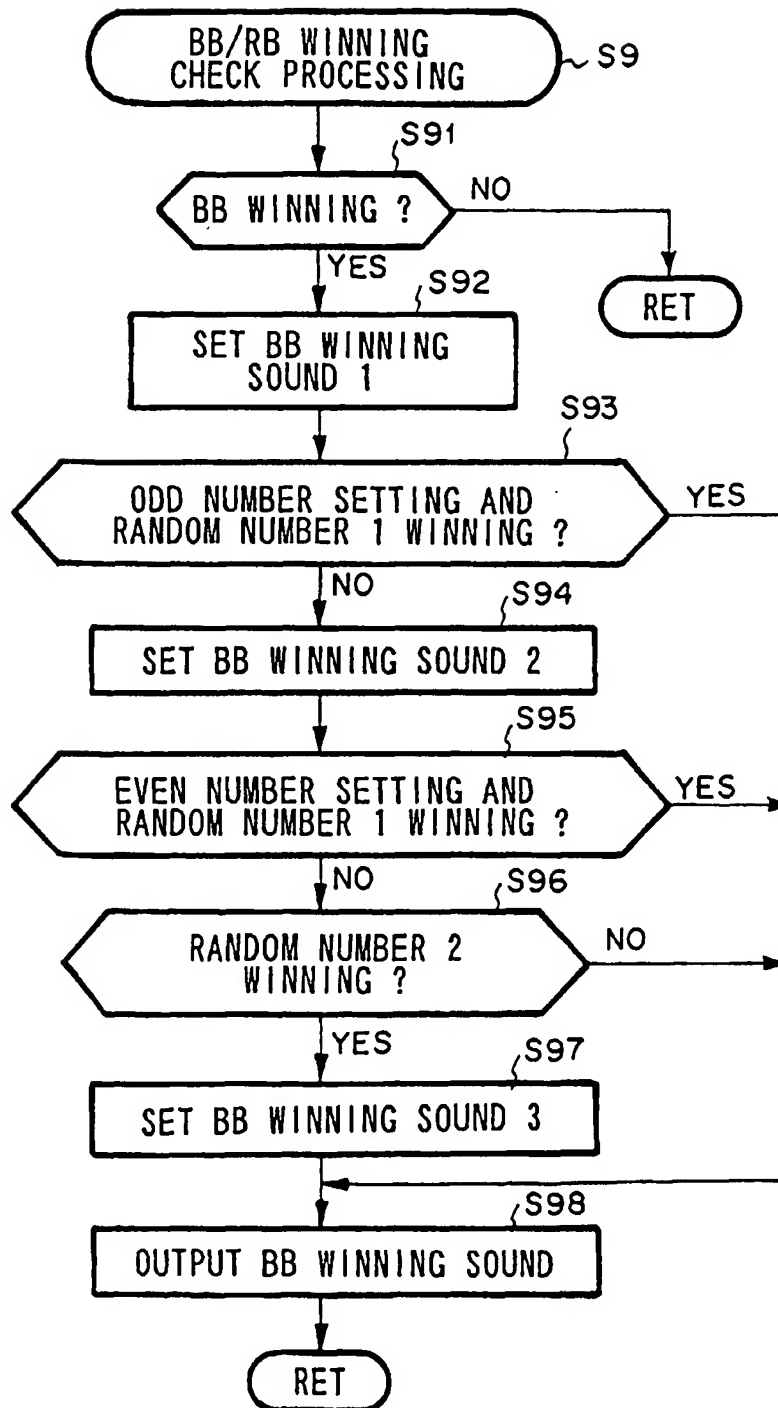 BB/RB WINNING
CHECK PROCESSING
S9
S91
BB WINNING ?
NO
YES
RET
S92
SET BB WINNING
SOUND 1
S93
ODD NUMBER SETTING AND
RANDOM NUMBER 1 WINNING ?
YES
NO
S94
SET BB WINNING SOUND 2
S95
EVEN NUMBER SETTING AND
RANDOM NUMBER 1 WINNING ?
YES
NO
S96
RANDOM NUMBER 2
WINNING ?
NO
YES
S97
SET BB WINNING SOUND 3
S98
OUTPUT BB WINNING SOUND
RET